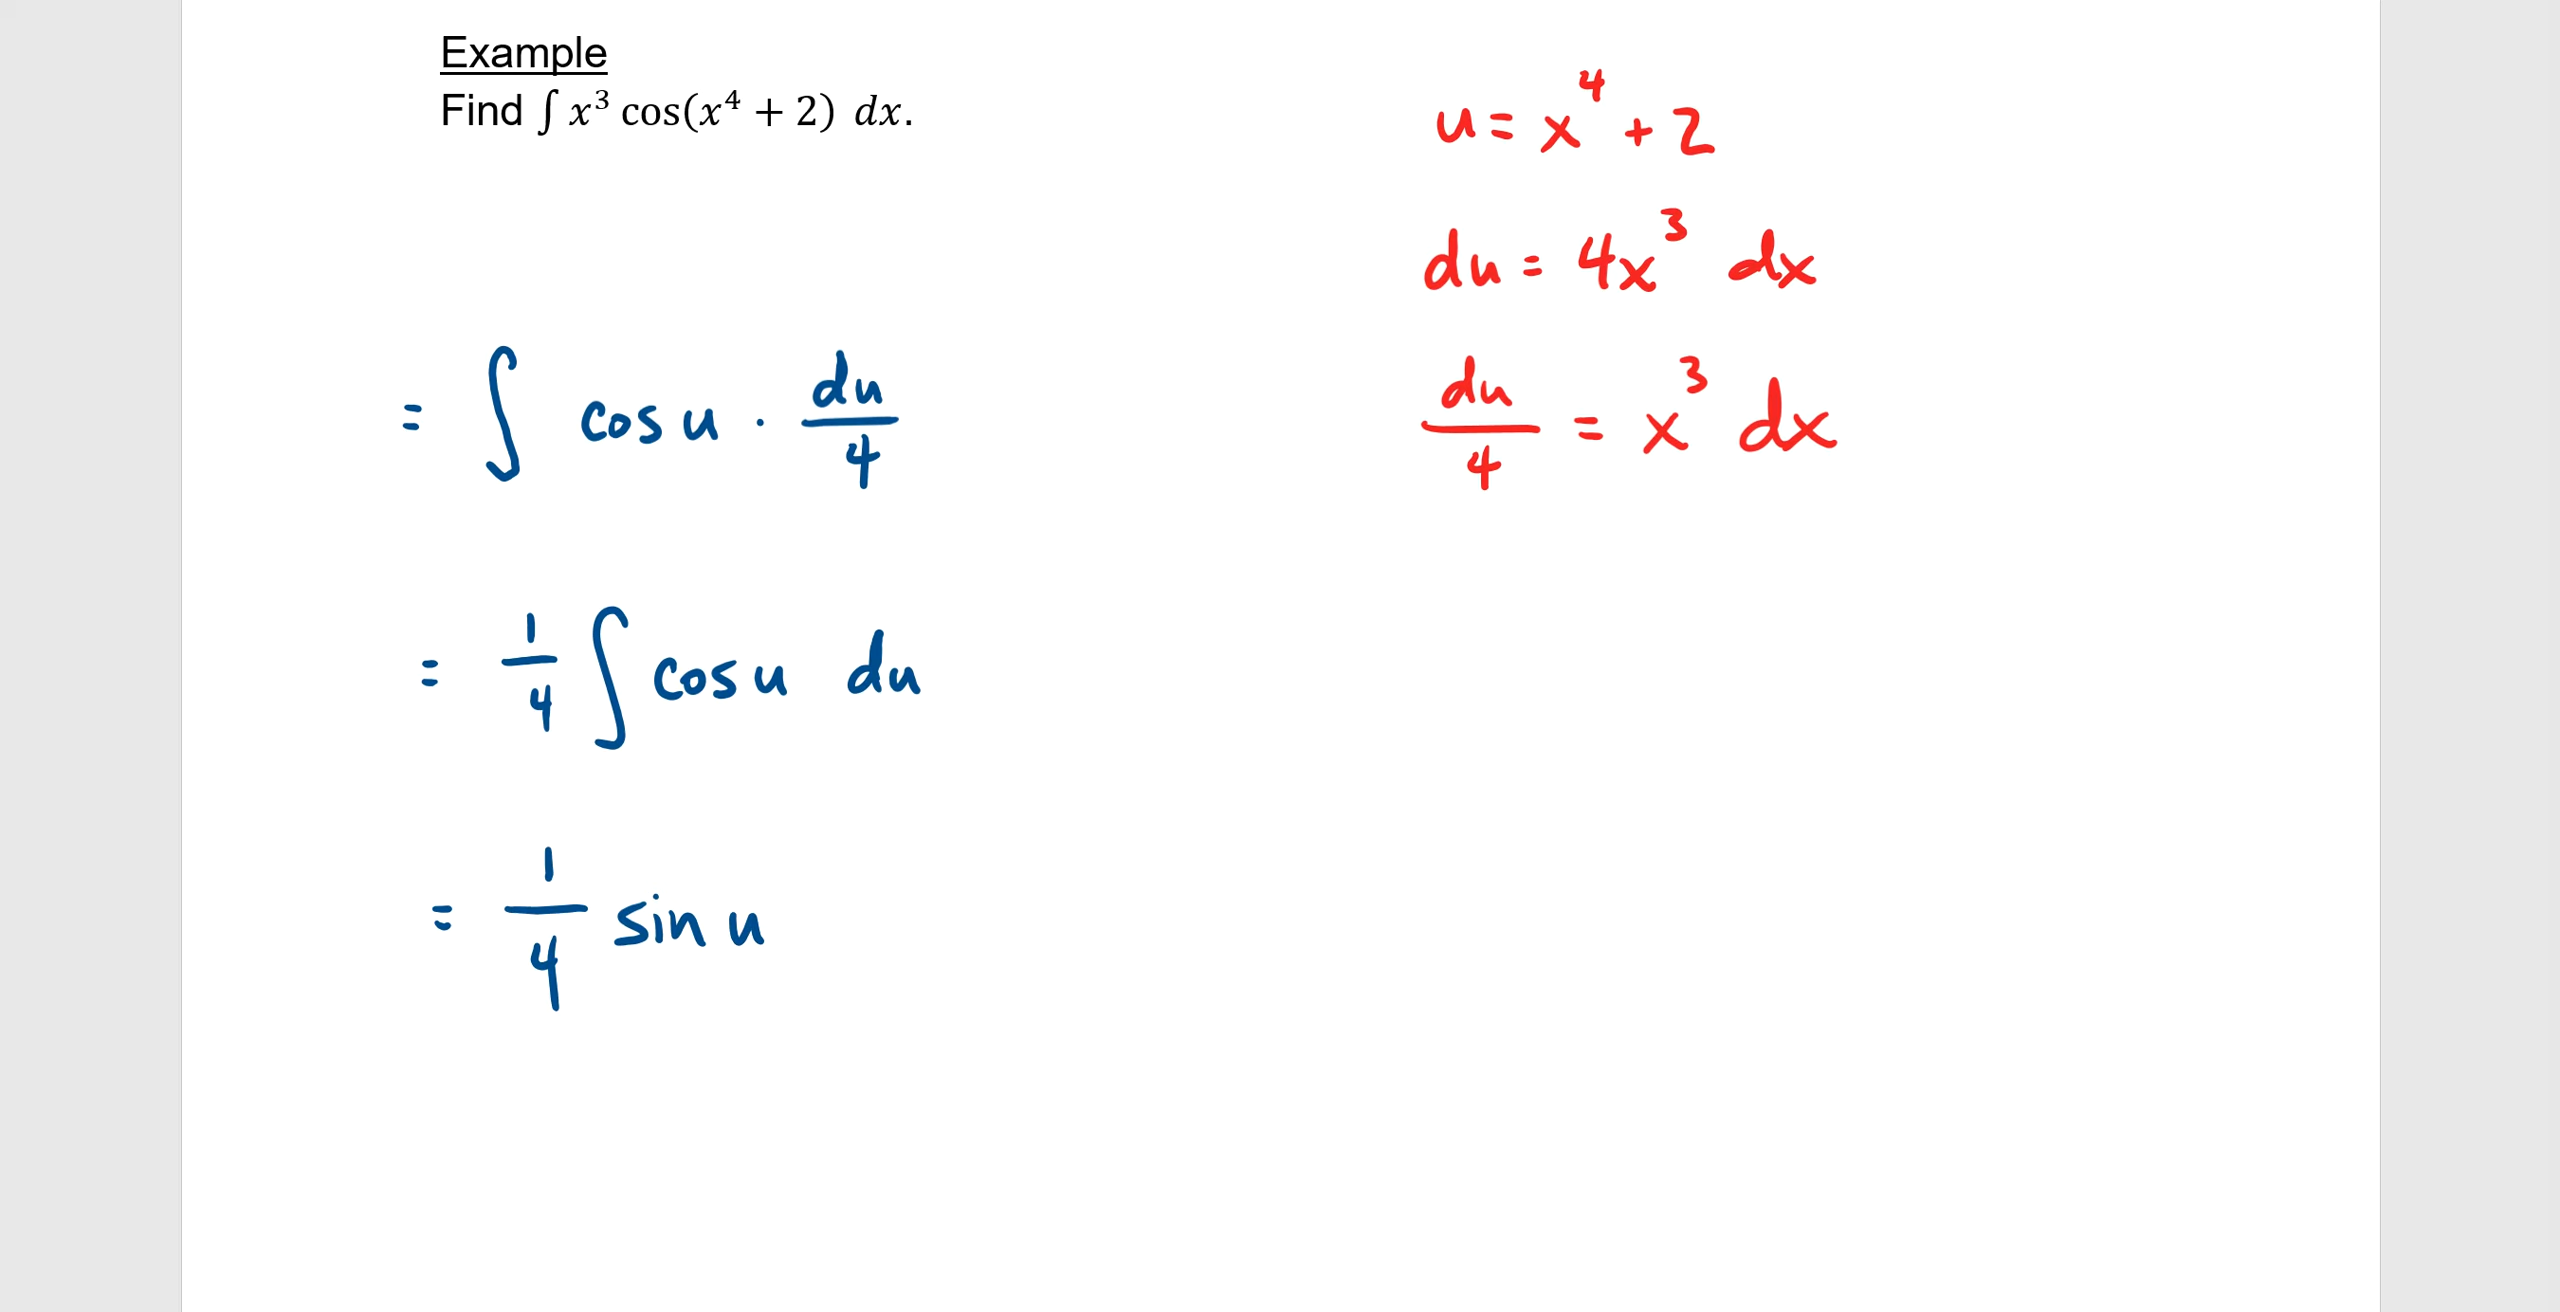 Example
Find ∫ x³ cos(x⁴ + 2) dx.
u = x⁴ + 2
du = 4x³ dx
du/4 = x³ dx
= ∫ cos u · du/4
= 1/4 ∫ cos u du
= 1/4 sin u